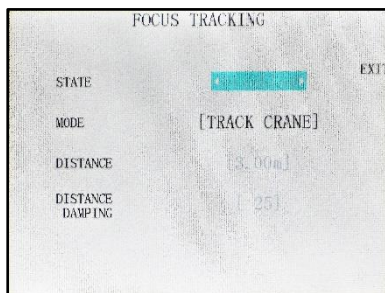 FOCUS TRACKING
EXIT
STATE
MODE [TRACK CRANE]
DISTANCE [3.00m]
DISTANCE
DAMPING [ 25]